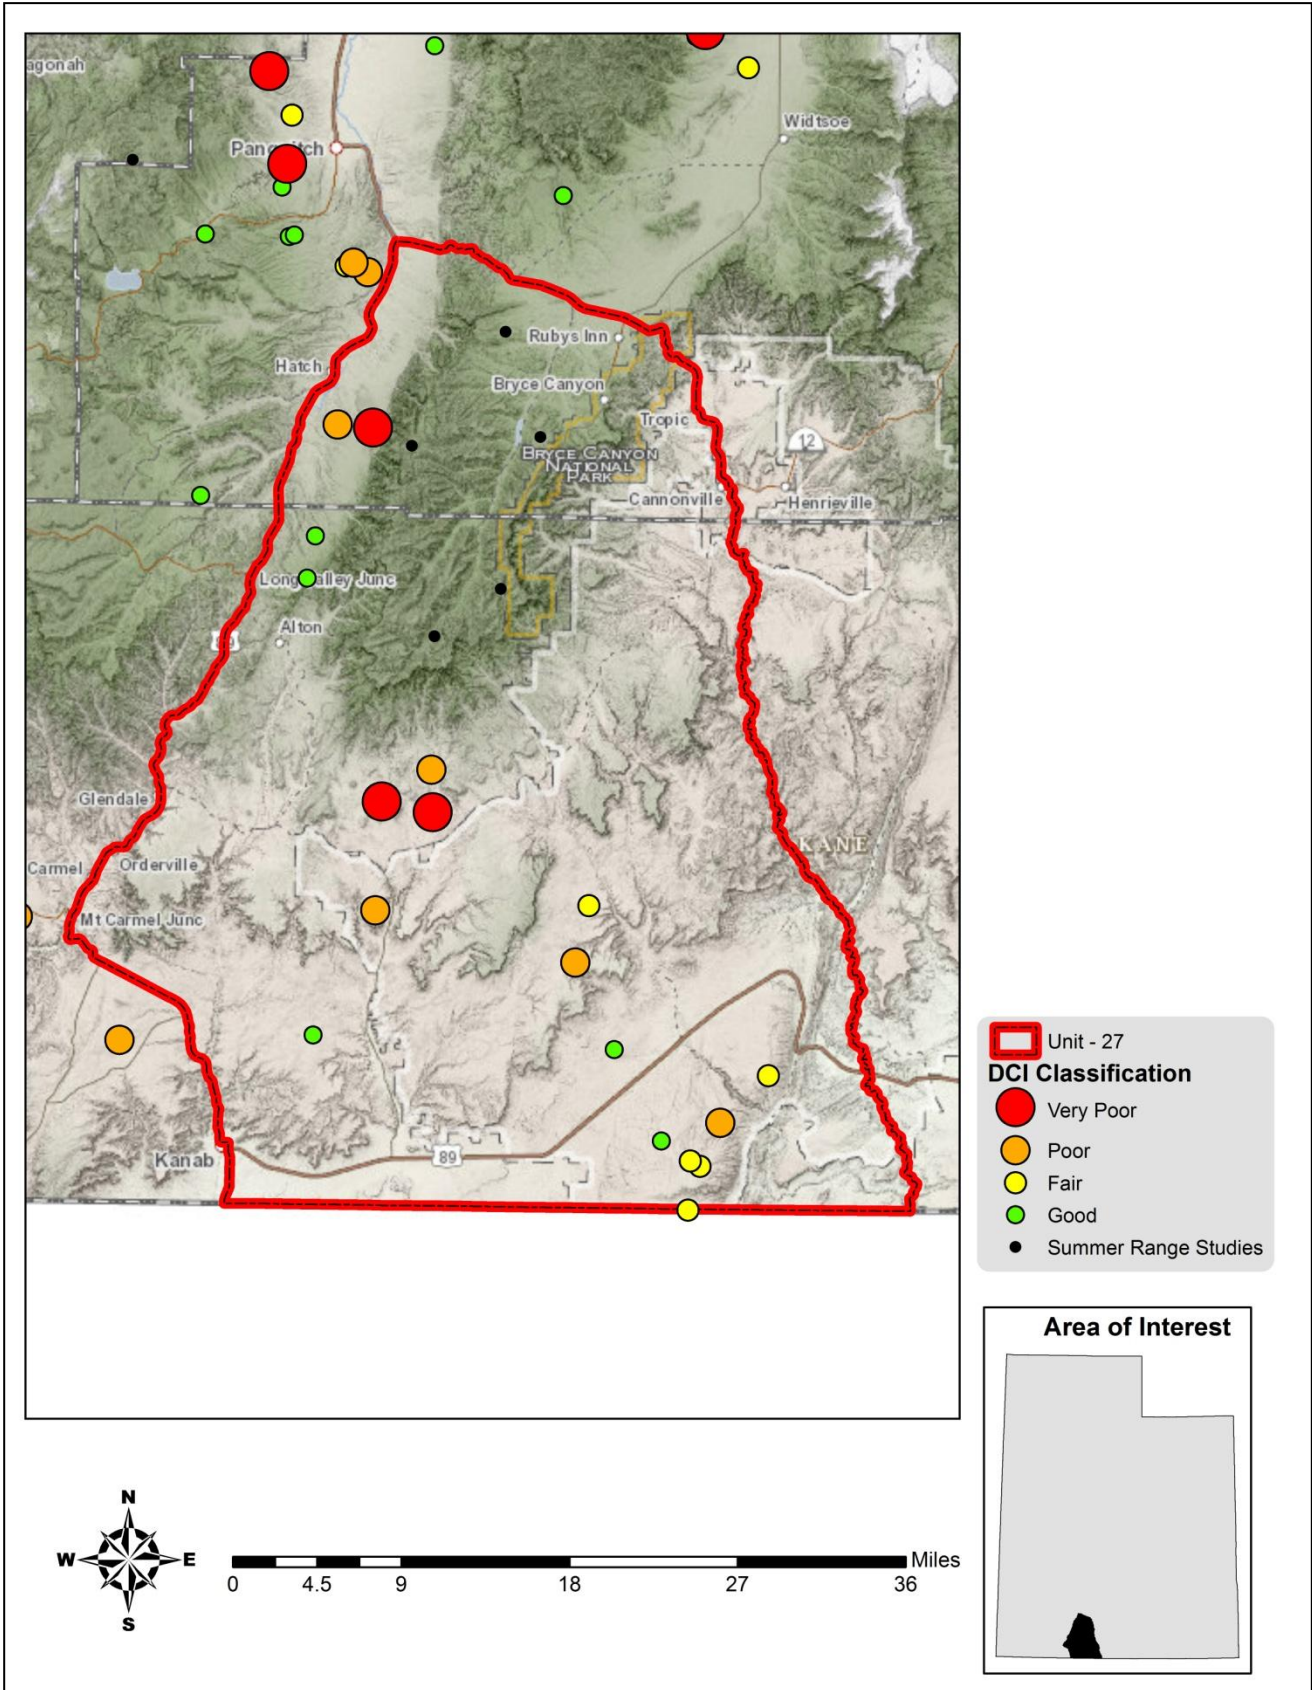 agonah
Widtsoe
Hatch
Rubys Inn
Bryce Canyon
Tropic
12
BRYCE CANYON
NATIONAL
PARK
Cannonville
Henrieville
Alton
Glendale
KANE
Carmel
Orderville
Mt Carmel Junc
Kanab
89
Unit - 27
DCI Classification
Very Poor
Poor
Fair
Good
Summer Range Studies
Area of Interest
N
W E
S
0 4.5 9 18 27 36 Miles